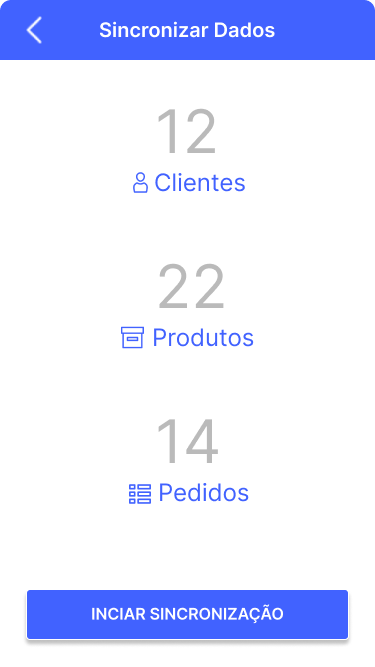 Sincronizar Dados
12
Clientes
22
Produtos
14
Pedidos
INCIAR SINCRONIZAÇÃO